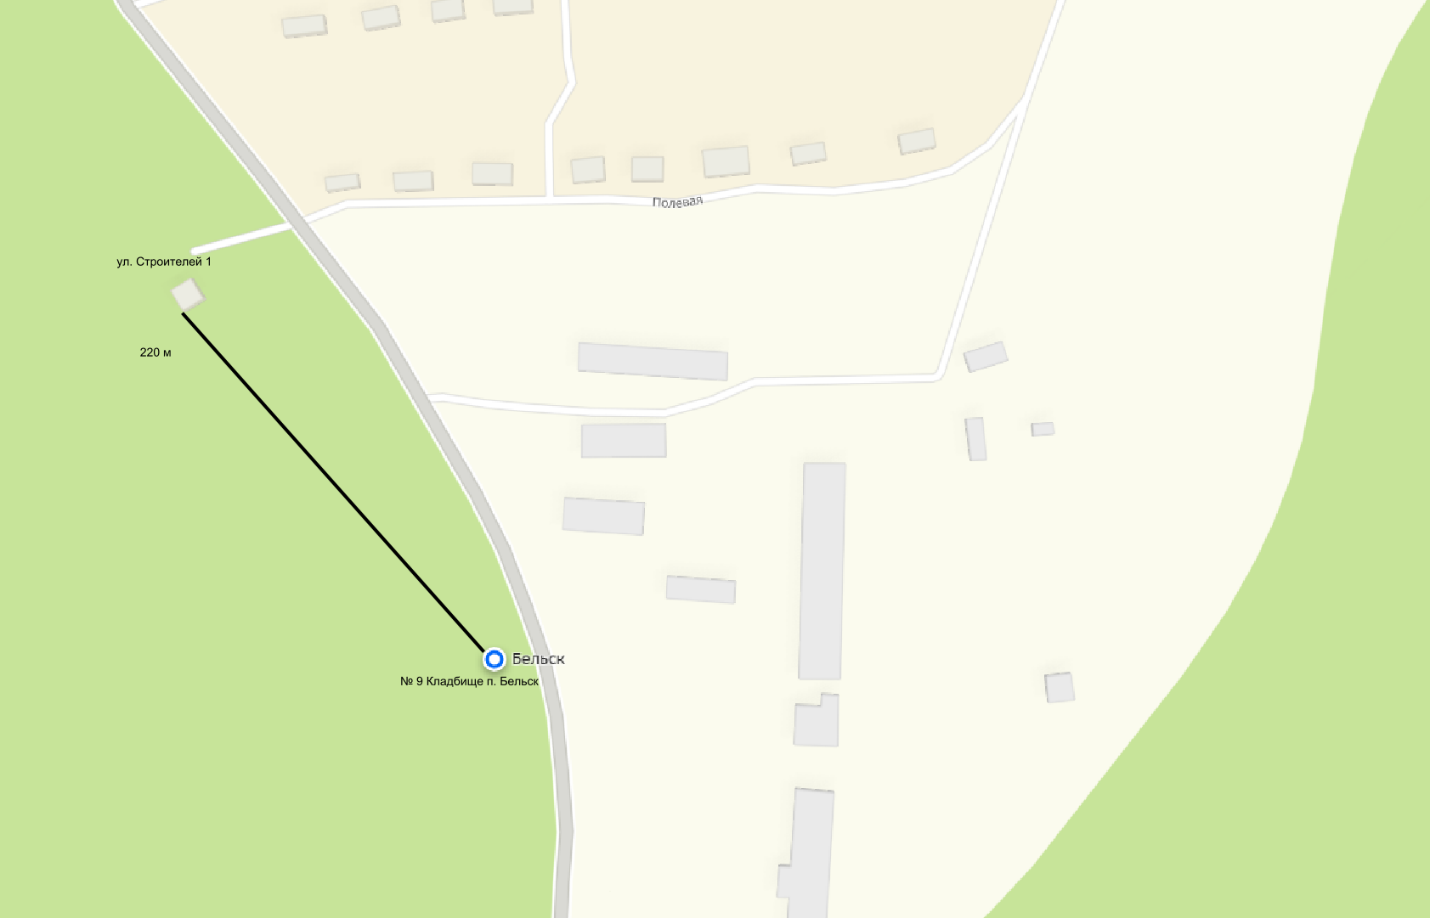 Полевая
ул. Строителей 1
220 м
Бельск
№ 9 Кладбище п. Бельск